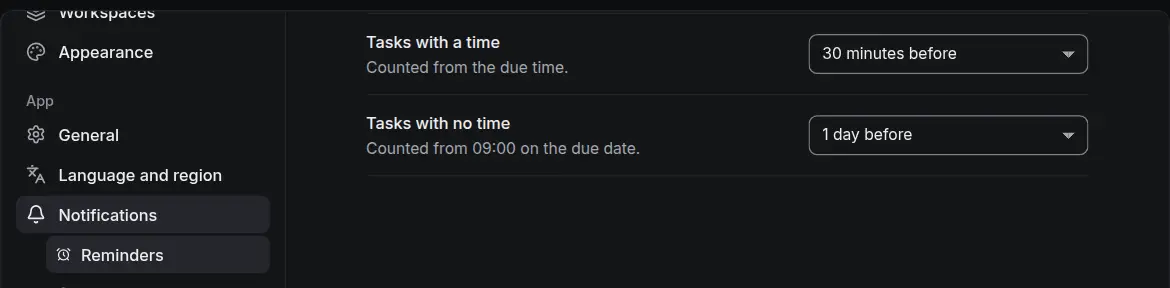 Workspaces
Appearance
App
General
Language and region
Notifications
Reminders
Tasks with a time
Counted from the due time.
30 minutes before
Tasks with no time
Counted from 09:00 on the due date.
1 day before